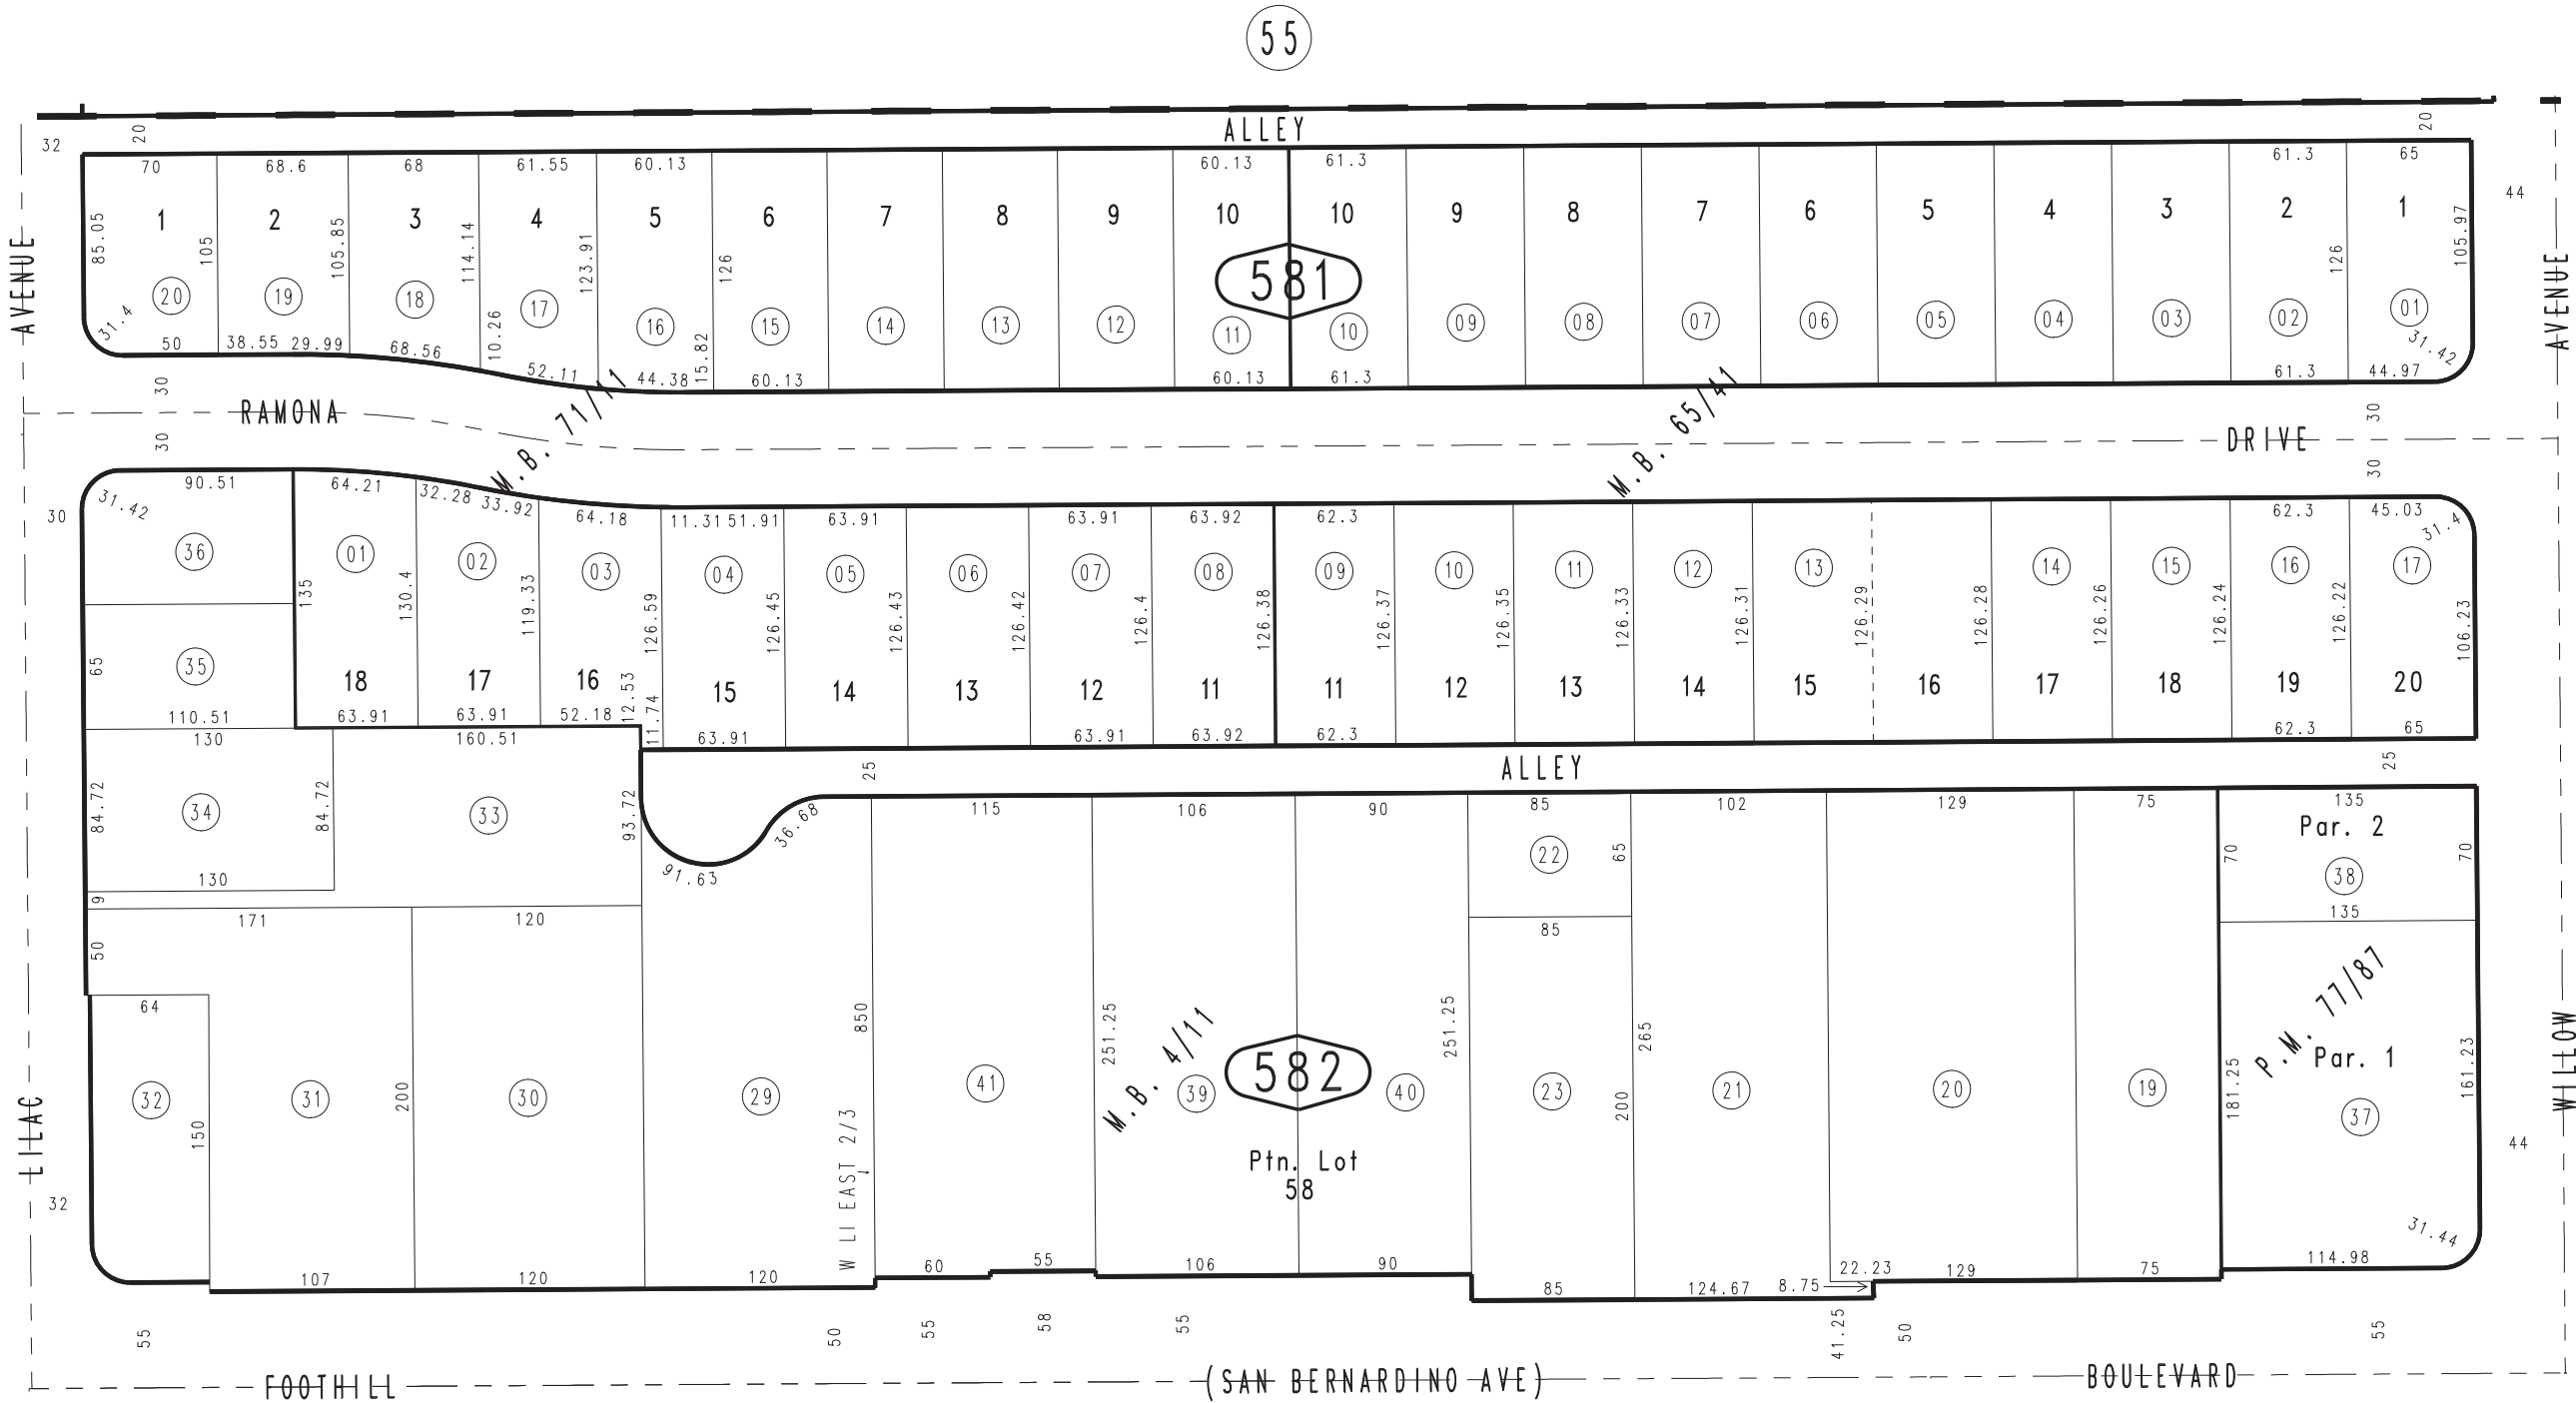 55
ALLEY
32 20 20 44
70 68.6 68 61.55 60.13 60.13 61.3 61.3 65
1 2 3 4 5 6 7 8 9 10 10 9 8 7 6 5 4 3 2 1
85.05 105 105.85 114.14 123.91 126 126 105.97
581
20 19 18 17 16 15 14 13 12 11 10 09 08 07 06 05 04 03 02 01
31.4 10.26 15.82 31.42
50 38.55 29.99 68.56 52.11 44.38 60.13 60.13 61.3 61.3 44.97
AVENUE
AVENUE
30 30
RAMONA DRIVE
M.B. 71/11
M.B. 65/41
30 30
30
31.42 90.51 64.21 32.28 33.92 64.18 11.31 51.91 63.91 63.91 63.92 62.3 62.3 45.03 31.4
36 01 02 03 04 05 06 07 08 09 10 11 12 13 14 15 16 17
135 130.4 119.33 126.59 126.45 126.43 126.42 126.4 126.38 126.37 126.35 126.33 126.31 126.29 126.28 126.26 126.24 126.22 106.23
65 35
18 17 16 15 14 13 12 11 11 12 13 14 15 16 17 18 19 20
12.53 11.74
110.51 63.91 63.91 52.18 63.91 63.91 63.92 62.3 62.3 65
130 160.51
25 ALLEY 25
84.72 34 84.72 33 93.72
36.68 115 106 90 85 102 129 75 135
91.63
Par. 2
22 65 70 70
38
130
135
9
171 120 85
50
64
32 31 30 29 41 39 40 23 21 20 19 37
150 200 850 251.25 251.25 265 200 181.25 161.23
M.B. 4/11
582
P.M. 77/87
Par. 1
W LI EAST 2/3
Ptn. Lot
58
LILAC
WILLOW
32 44
31.44
107 120 120 60 55 106 90 85 124.67 8.75 22.23 129 75 114.98
55 50 55 58 55 41.25 50 55
FOOTHILL (SAN BERNARDINO AVE) BOULEVARD